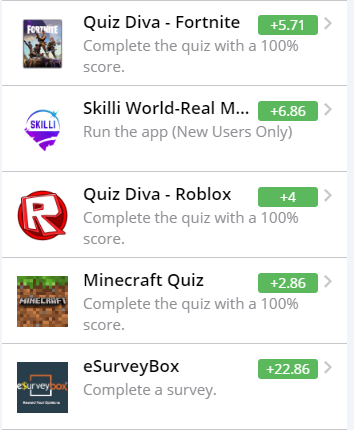 Quiz Diva - Fortnite +5.71
Complete the quiz with a 100%
score.
FORTNITE
Skilli World-Real M... +6.86
Run the app (New Users Only)
SKILLI
Quiz Diva - Roblox +4
Complete the quiz with a 100%
score.
R
Minecraft Quiz +2.86
Complete the quiz with a 100%
score.
MINECRAFT
eSurveyBox +22.86
Complete a survey.
eSurveybox